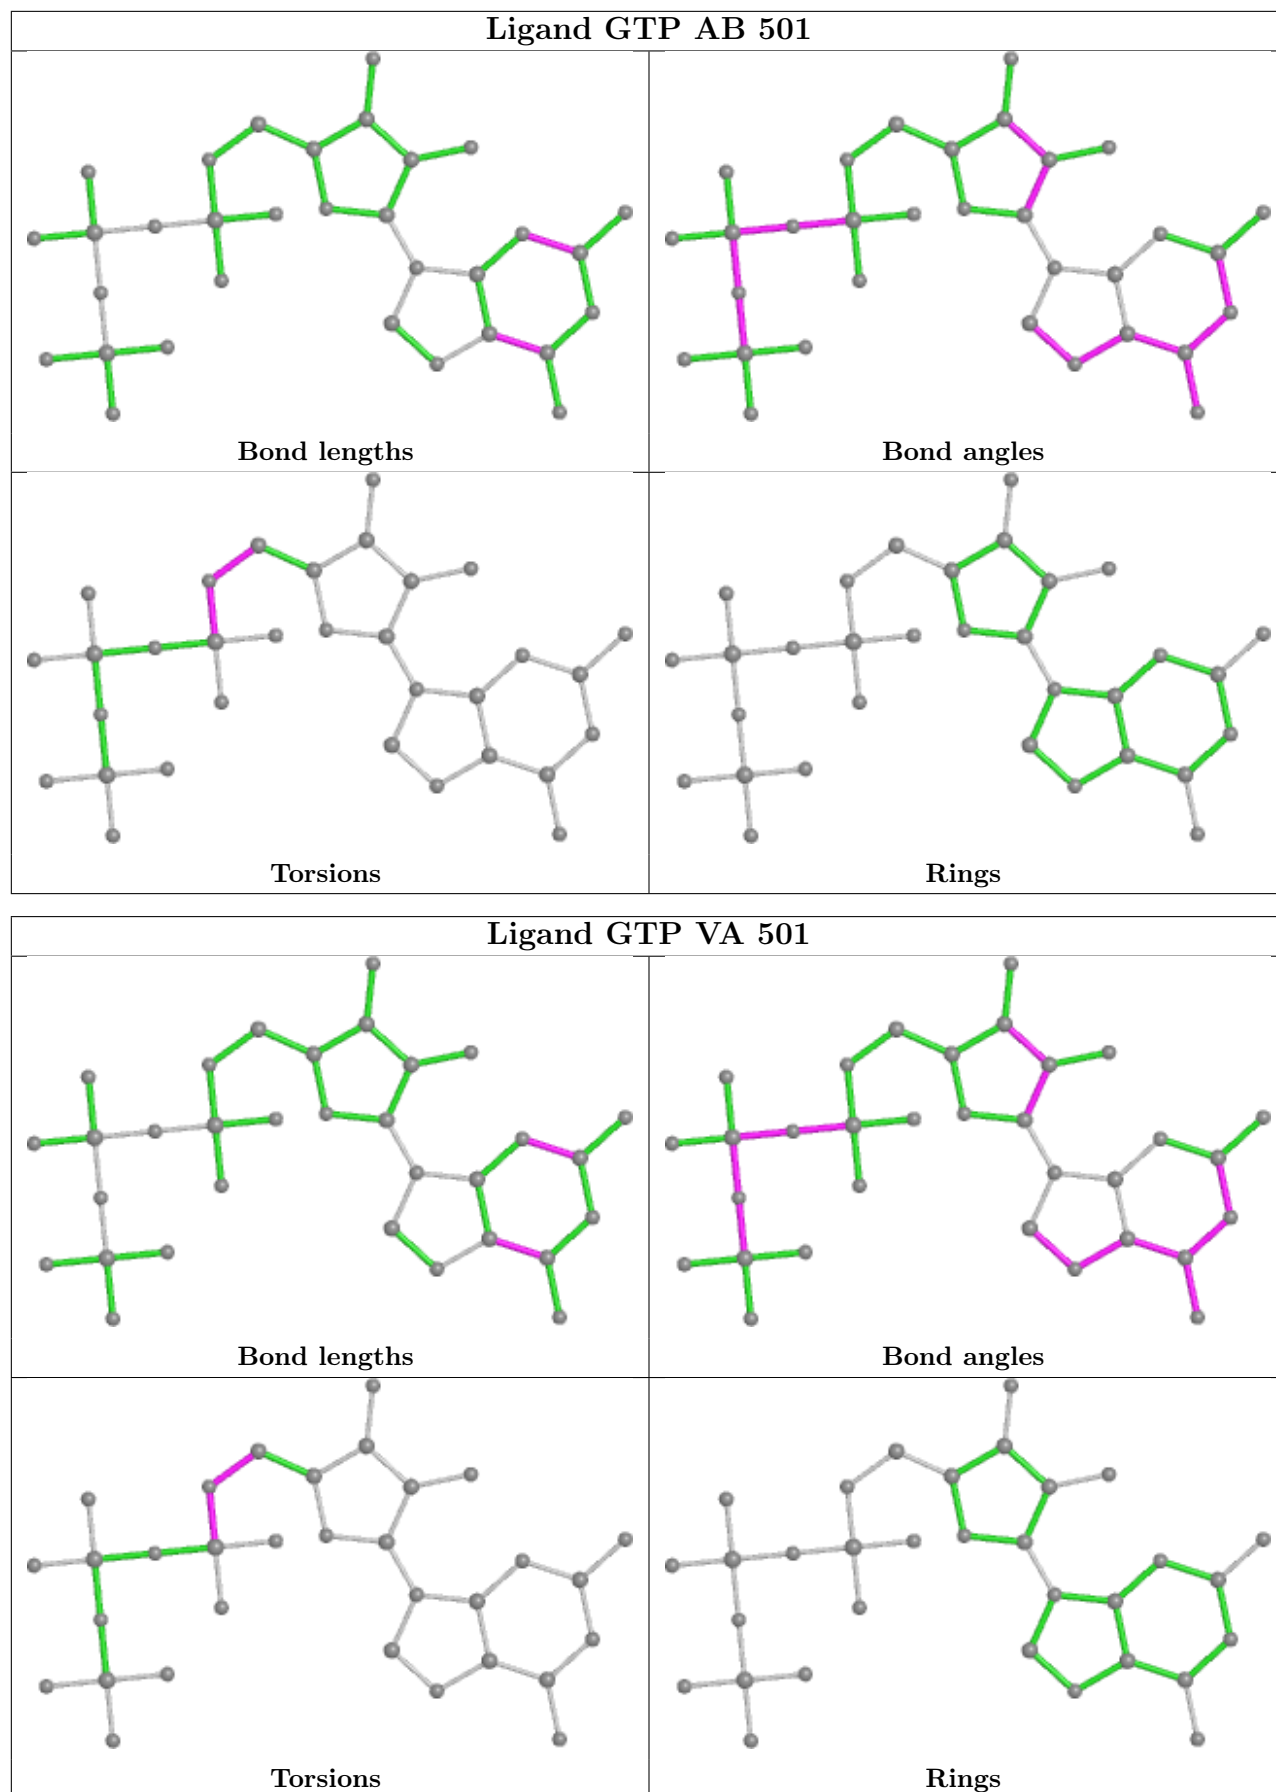 Ligand GTP AB 501
Bond lengths
Bond angles
Torsions
Rings
Ligand GTP VA 501
Bond lengths
Bond angles
Torsions
Rings